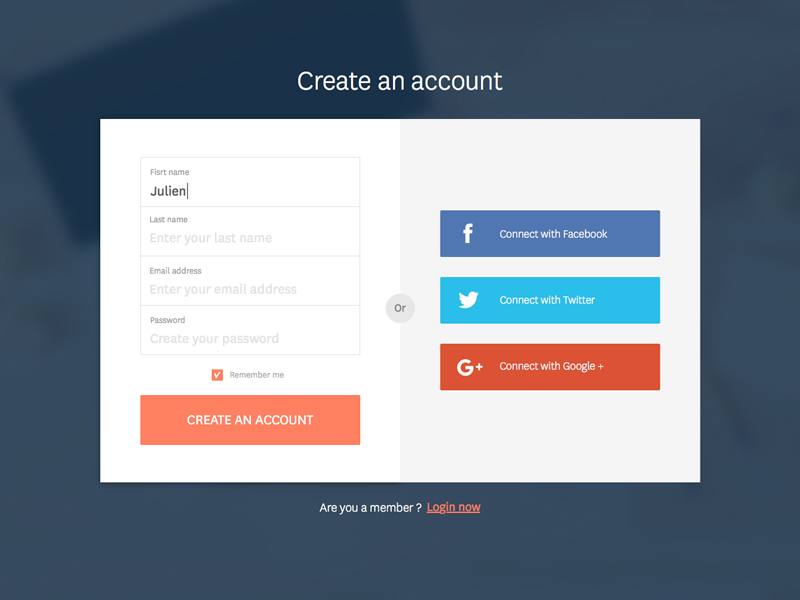 Create an account
Fisrt name
Julien
Last name
Enter your last name
Email address
Enter your email address
Password
Create your password
Remember me
CREATE AN ACCOUNT
Or
Connect with Facebook
Connect with Twitter
G+ Connect with Google +
Are you a member ? Login now